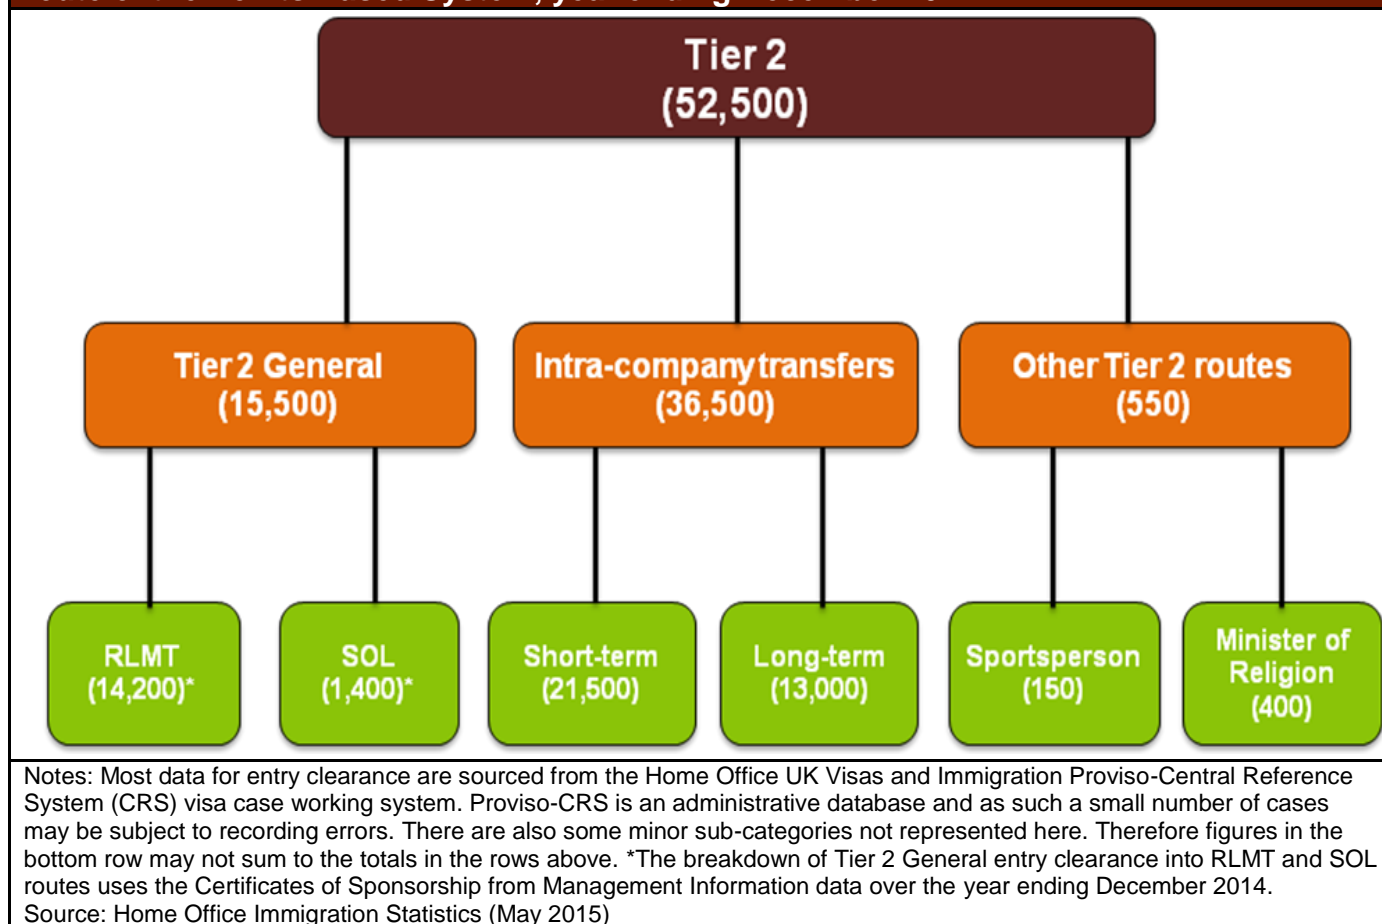 Tier 2
(52,500)
Tier 2 General
(15,500)
Intra-company transfers
(36,500)
Other Tier 2 routes
(550)
RLMT
(14,200)*
SOL
(1,400)*
Short-term
(21,500)
Long-term
(13,000)
Sportsperson
(150)
Minister of
Religion
(400)
Notes: Most data for entry clearance are sourced from the Home Office UK Visas and Immigration Proviso-Central Reference
System (CRS) visa case working system. Proviso-CRS is an administrative database and as such a small number of cases
may be subject to recording errors. There are also some minor sub-categories not represented here. Therefore figures in the
bottom row may not sum to the totals in the rows above. *The breakdown of Tier 2 General entry clearance into RLMT and SOL
routes uses the Certificates of Sponsorship from Management Information data over the year ending December 2014.
Source: Home Office Immigration Statistics (May 2015)